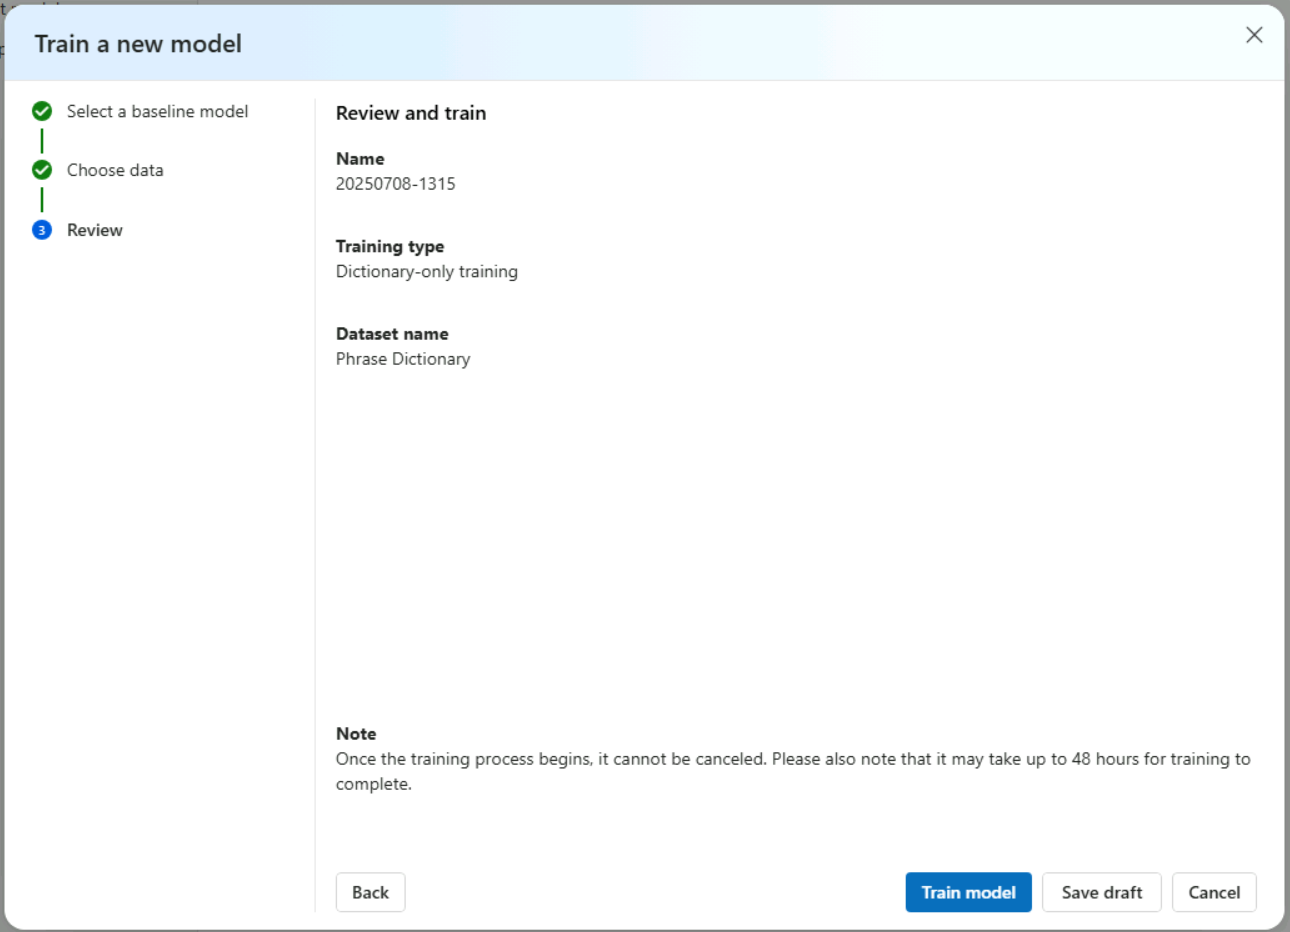 Train a new model
Select a baseline model
Choose data
3
Review
Review and train
Name
20250708-1315
Training type
Dictionary-only training
Dataset name
Phrase Dictionary
Note
Once the training process begins, it cannot be canceled. Please also note that it may take up to 48 hours for training to
complete.
Back
Train model
Save draft
Cancel